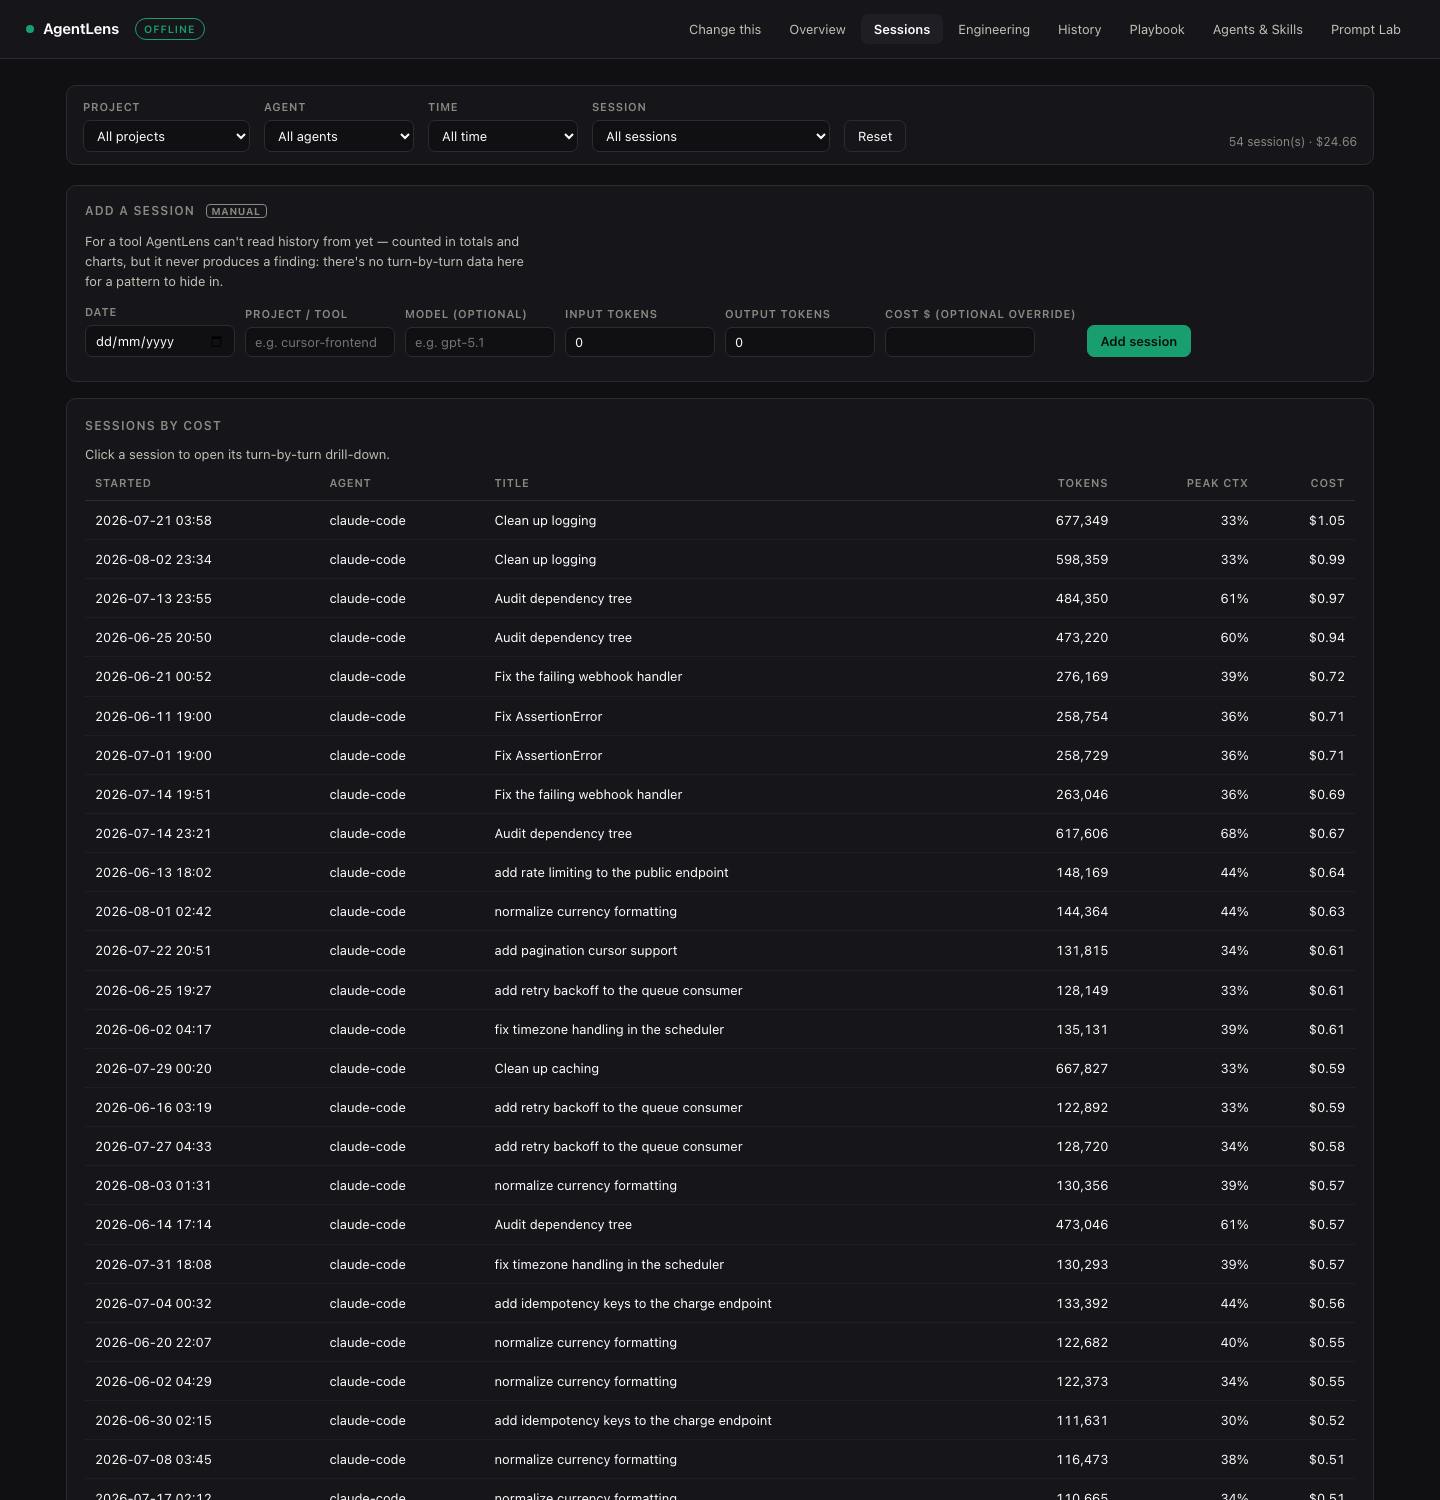 AgentLens OFFLINE Change this Overview Sessions Engineering History Playbook Agents & Skills Prompt Lab
PROJECT AGENT TIME SESSION
All projects All agents All time All sessions Reset 54 session(s) · $24.66
ADD A SESSION MANUAL
For a tool AgentLens can't read history from yet — counted in totals and
charts, but it never produces a finding: there's no turn-by-turn data here
for a pattern to hide in.
DATE PROJECT / TOOL MODEL (OPTIONAL) INPUT TOKENS OUTPUT TOKENS COST $ (OPTIONAL OVERRIDE)
dd/mm/yyyy e.g. cursor-frontend e.g. gpt-5.1 0 0 Add session
SESSIONS BY COST
Click a session to open its turn-by-turn drill-down.
STARTED AGENT TITLE TOKENS PEAK CTX COST
2026-07-21 03:58 claude-code Clean up logging 677,349 33% $1.05
2026-08-02 23:34 claude-code Clean up logging 598,359 33% $0.99
2026-07-13 23:55 claude-code Audit dependency tree 484,350 61% $0.97
2026-06-25 20:50 claude-code Audit dependency tree 473,220 60% $0.94
2026-06-21 00:52 claude-code Fix the failing webhook handler 276,169 39% $0.72
2026-06-11 19:00 claude-code Fix AssertionError 258,754 36% $0.71
2026-07-01 19:00 claude-code Fix AssertionError 258,729 36% $0.71
2026-07-14 19:51 claude-code Fix the failing webhook handler 263,046 36% $0.69
2026-07-14 23:21 claude-code Audit dependency tree 617,606 68% $0.67
2026-06-13 18:02 claude-code add rate limiting to the public endpoint 148,169 44% $0.64
2026-08-01 02:42 claude-code normalize currency formatting 144,364 44% $0.63
2026-07-22 20:51 claude-code add pagination cursor support 131,815 34% $0.61
2026-06-25 19:27 claude-code add retry backoff to the queue consumer 128,149 33% $0.61
2026-06-02 04:17 claude-code fix timezone handling in the scheduler 135,131 39% $0.61
2026-07-29 00:20 claude-code Clean up caching 667,827 33% $0.59
2026-06-16 03:19 claude-code add retry backoff to the queue consumer 122,892 33% $0.59
2026-07-27 04:33 claude-code add retry backoff to the queue consumer 128,720 34% $0.58
2026-08-03 01:31 claude-code normalize currency formatting 130,356 39% $0.57
2026-06-14 17:14 claude-code Audit dependency tree 473,046 61% $0.57
2026-07-31 18:08 claude-code fix timezone handling in the scheduler 130,293 39% $0.57
2026-07-04 00:32 claude-code add idempotency keys to the charge endpoint 133,392 44% $0.56
2026-06-20 22:07 claude-code normalize currency formatting 122,682 40% $0.55
2026-06-02 04:29 claude-code normalize currency formatting 122,373 34% $0.55
2026-06-30 02:15 claude-code add idempotency keys to the charge endpoint 111,631 30% $0.52
2026-07-08 03:45 claude-code normalize currency formatting 116,473 38% $0.51
2026-07-17 02:12 claude-code normalize currency formatting 110,665 34% $0.51